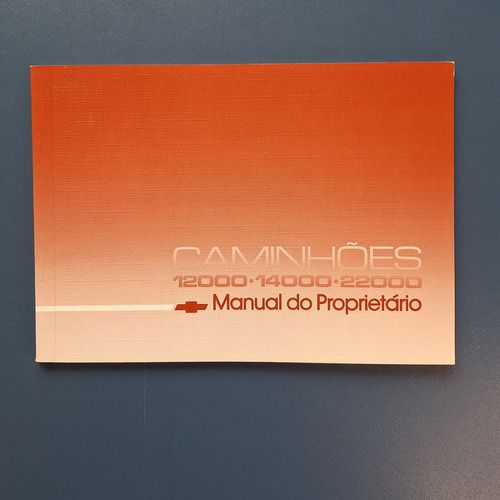 CAMINHÕES
12000·14000·22000
Manual do Proprietário